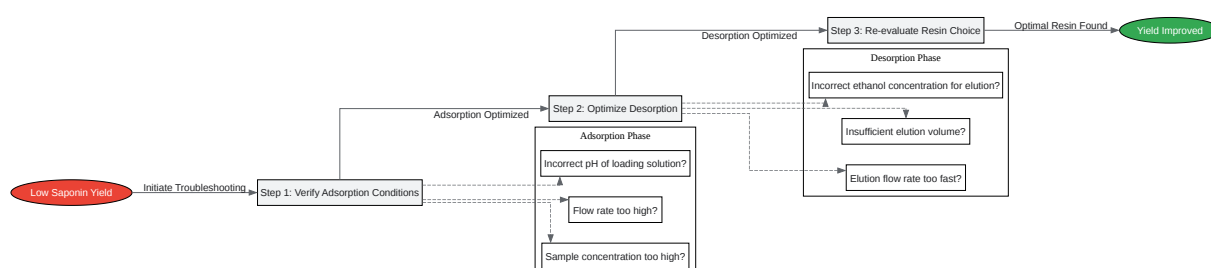 Low Saponin Yield
Initiate Troubleshooting
Step 1: Verify Adsorption Conditions
Adsorption Optimized
Adsorption Phase
Incorrect pH of loading solution?
Flow rate too high?
Sample concentration too high?
Step 2: Optimize Desorption
Desorption Optimized
Desorption Phase
Incorrect ethanol concentration for elution?
Insufficient elution volume?
Elution flow rate too fast?
Step 3: Re-evaluate Resin Choice
Optimal Resin Found
Yield Improved